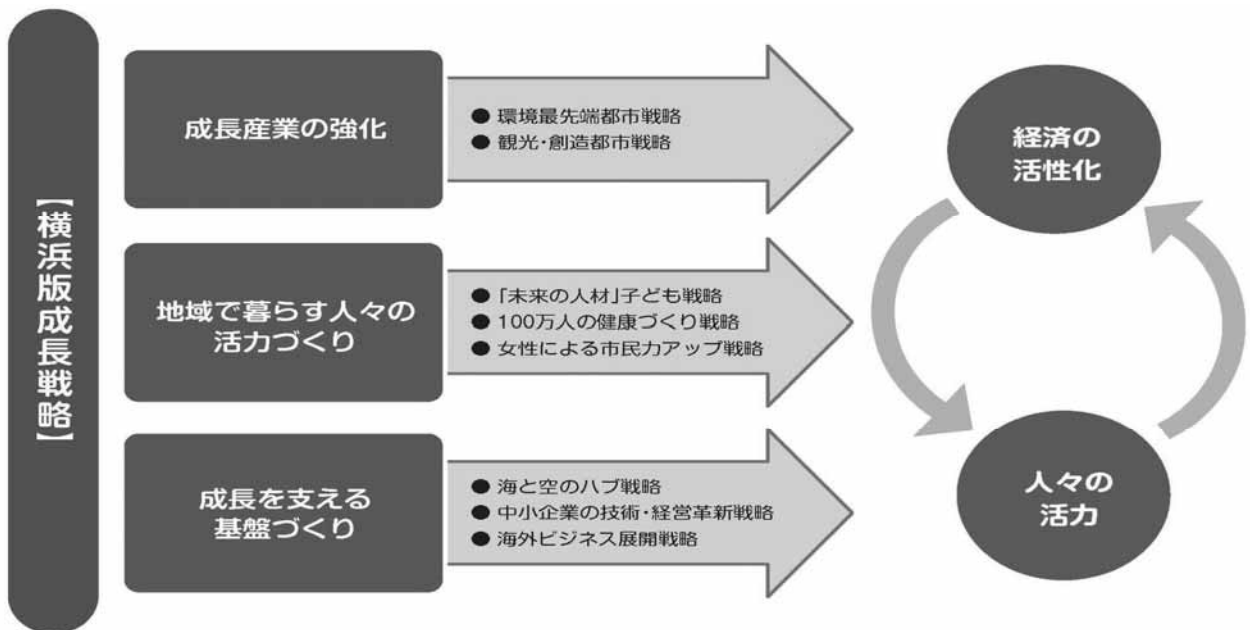 【横浜版成長戦略】
成長産業の強化
● 環境最先端都市戦略
● 観光・創造都市戦略
地域で暮らす人々の
活力づくり
● 「未来の人材」子ども戦略
● 100万人の健康づくり戦略
● 女性による市民力アップ戦略
成長を支える
基盤づくり
● 海と空のハブ戦略
● 中小企業の技術・経営革新戦略
● 海外ビジネス展開戦略
経済の
活性化
人々の
活力